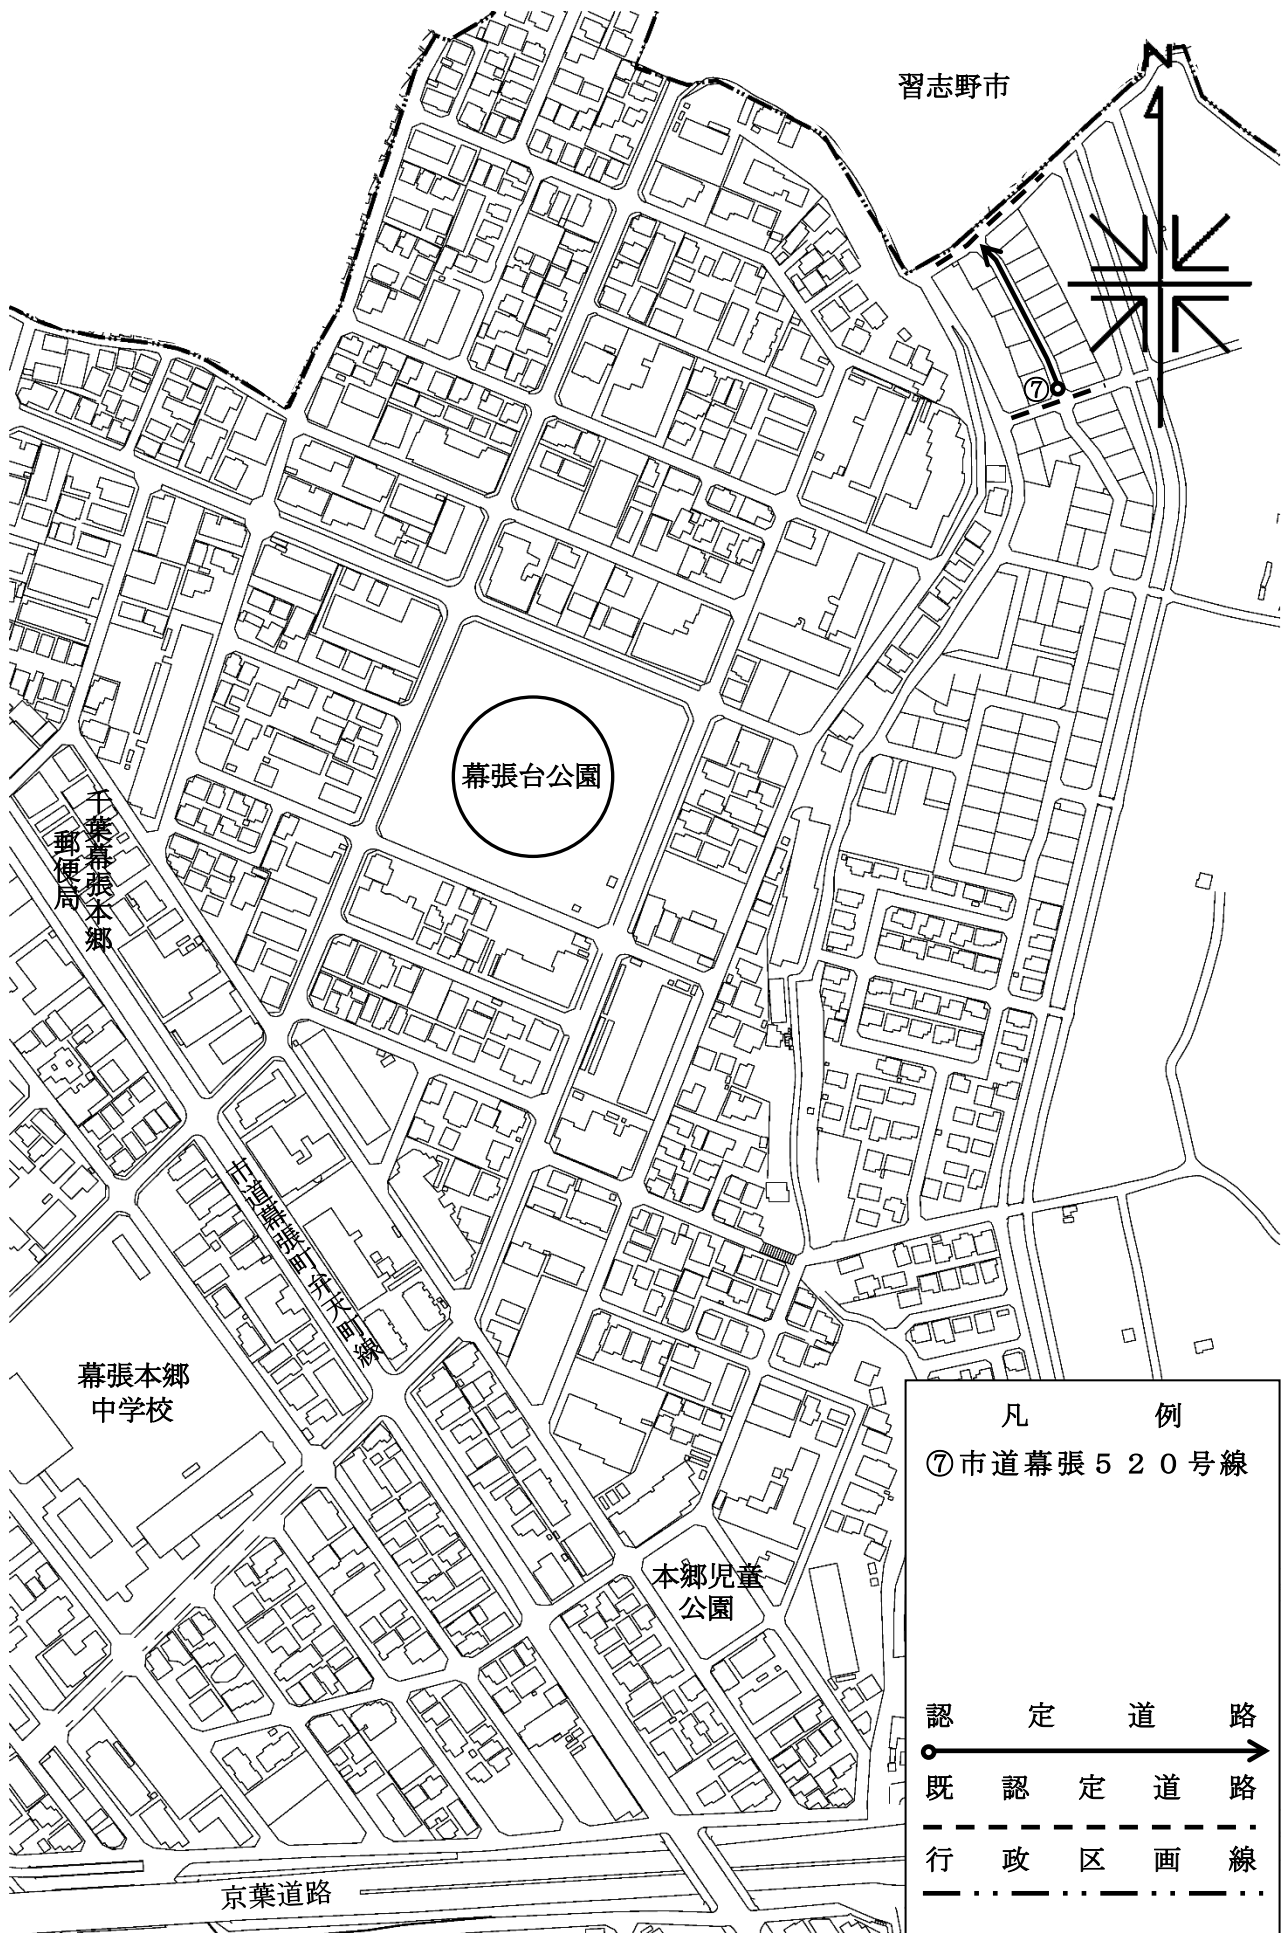 習志野市
N
⑦
幕張台公園
千葉幕張本郷
郵便局
市道幕張町弁天町線
幕張本郷
中学校
本郷児童
公園
京葉道路
凡例
⑦市道幕張５２０号線
認定道路
既認定道路
行政区画線